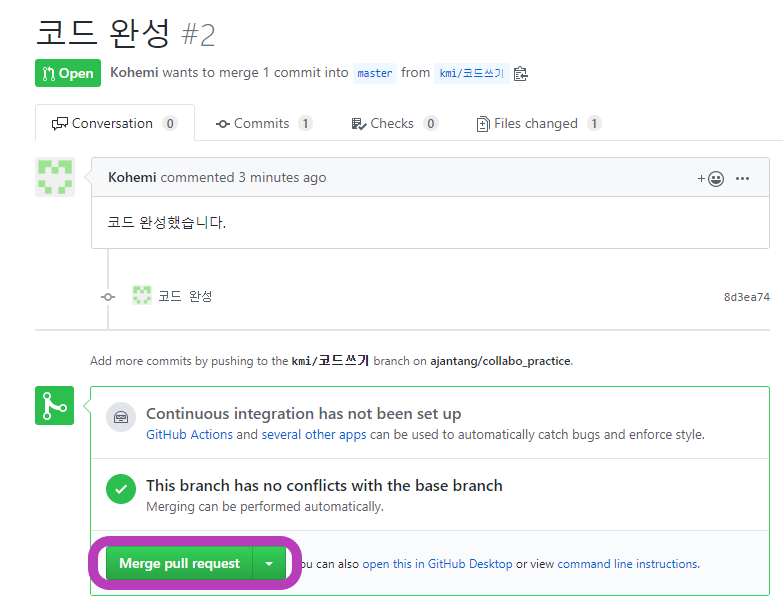 코드 완성 #2
Open Kohemi wants to merge 1 commit into master from kmi/코드쓰기
Conversation 0 Commits 1 Checks 0 Files changed 1
Kohemi commented 3 minutes ago
코드 완성했습니다.
코드 완성 8d3ea74
Add more commits by pushing to the kmi/코드쓰기 branch on ajantang/collabo_practice.
Continuous integration has not been set up
GitHub Actions and several other apps can be used to automatically catch bugs and enforce style.
This branch has no conflicts with the base branch
Merging can be performed automatically.
Merge pull request ou can also open this in GitHub Desktop or view command line instructions.